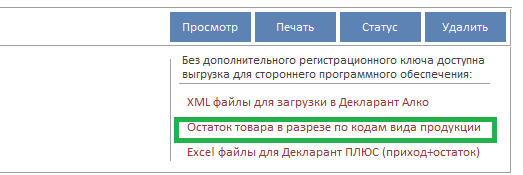 Просмотр Печать Статус Удалить
Без дополнительного регистрационного ключа доступна
выгрузка для стороннего программного обеспечения:
XML файлы для загрузки в Декларант Алко
Остаток товара в разрезе по кодам вида продукции
Excel файлы для Декларант ПЛЮС (приход+остаток)